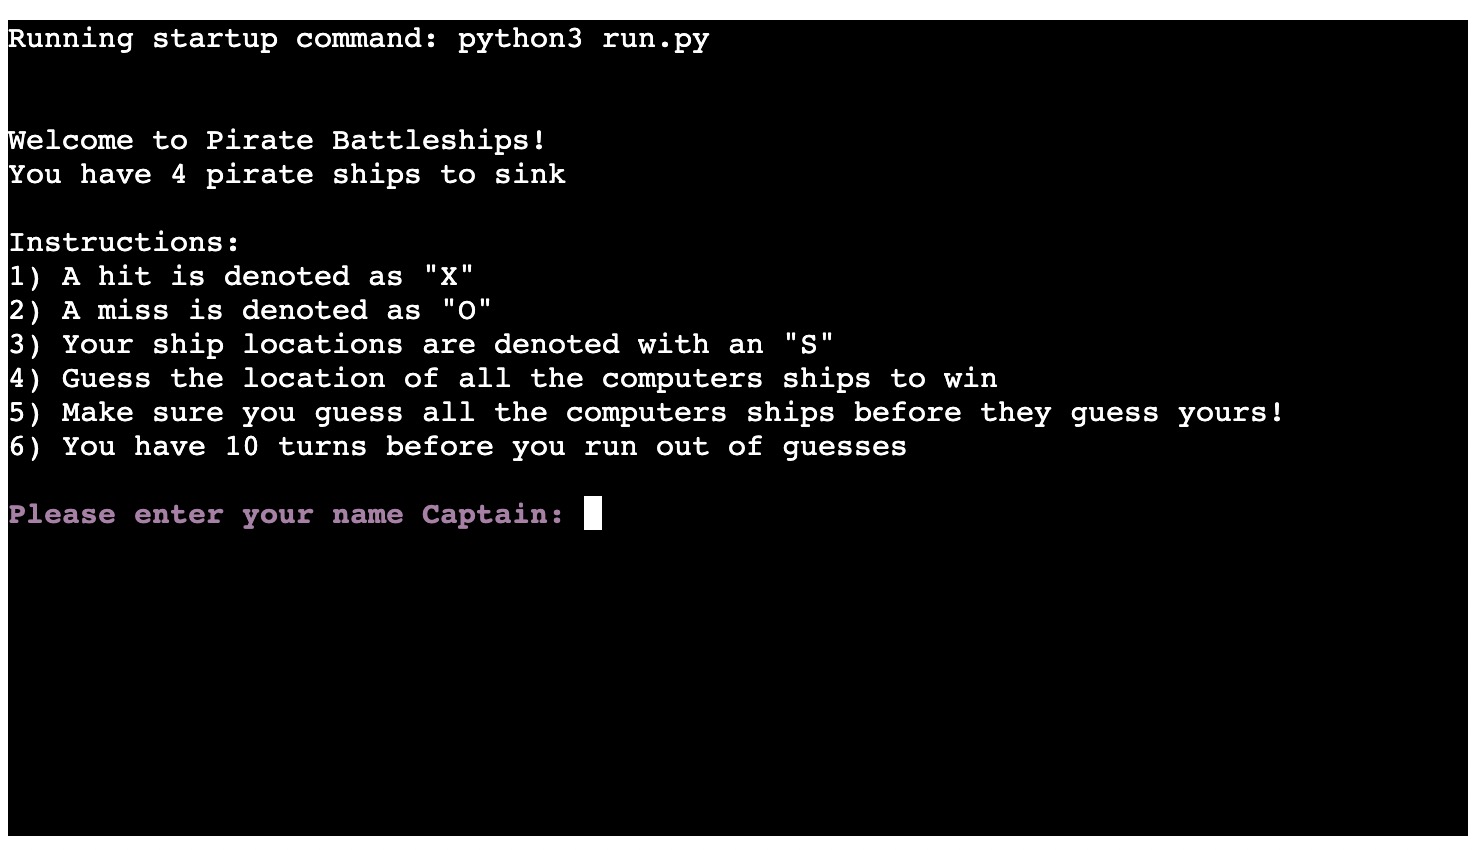 Running startup command: python3 run.py
Welcome to Pirate Battleships!
You have 4 pirate ships to sink
Instructions:
1) A hit is denoted as "X"
2) A miss is denoted as "O"
3) Your ship locations are denoted with an "S"
4) Guess the location of all the computers ships to win
5) Make sure you guess all the computers ships before they guess yours!
6) You have 10 turns before you run out of guesses
Please enter your name Captain: